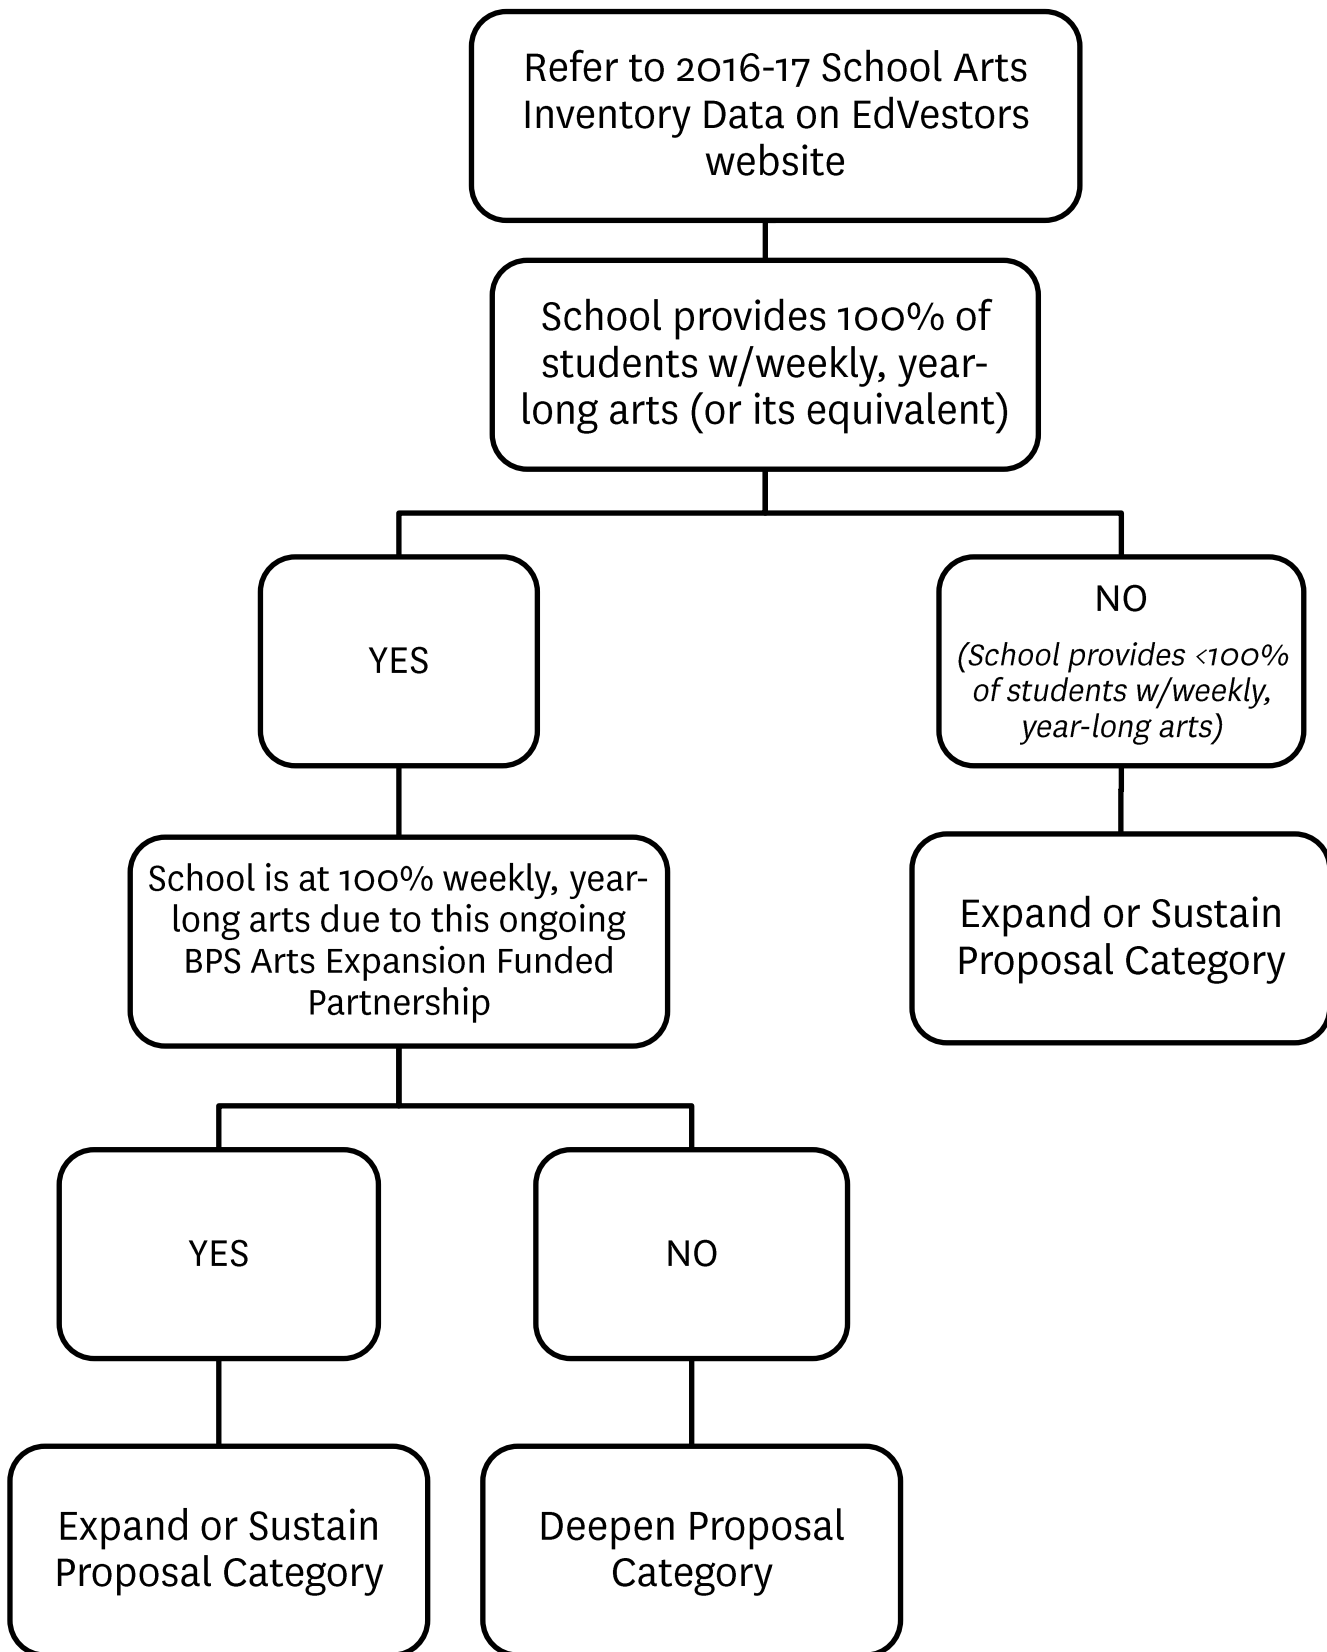 Refer to 2016-17 School Arts
Inventory Data on EdVestors
website
School provides 100% of
students w/weekly, year-
long arts (or its equivalent)
YES
NO
(School provides <100%
of students w/weekly,
year-long arts)
School is at 100% weekly, year-
long arts due to this ongoing
BPS Arts Expansion Funded
Partnership
Expand or Sustain
Proposal Category
YES
NO
Expand or Sustain
Proposal Category
Deepen Proposal
Category